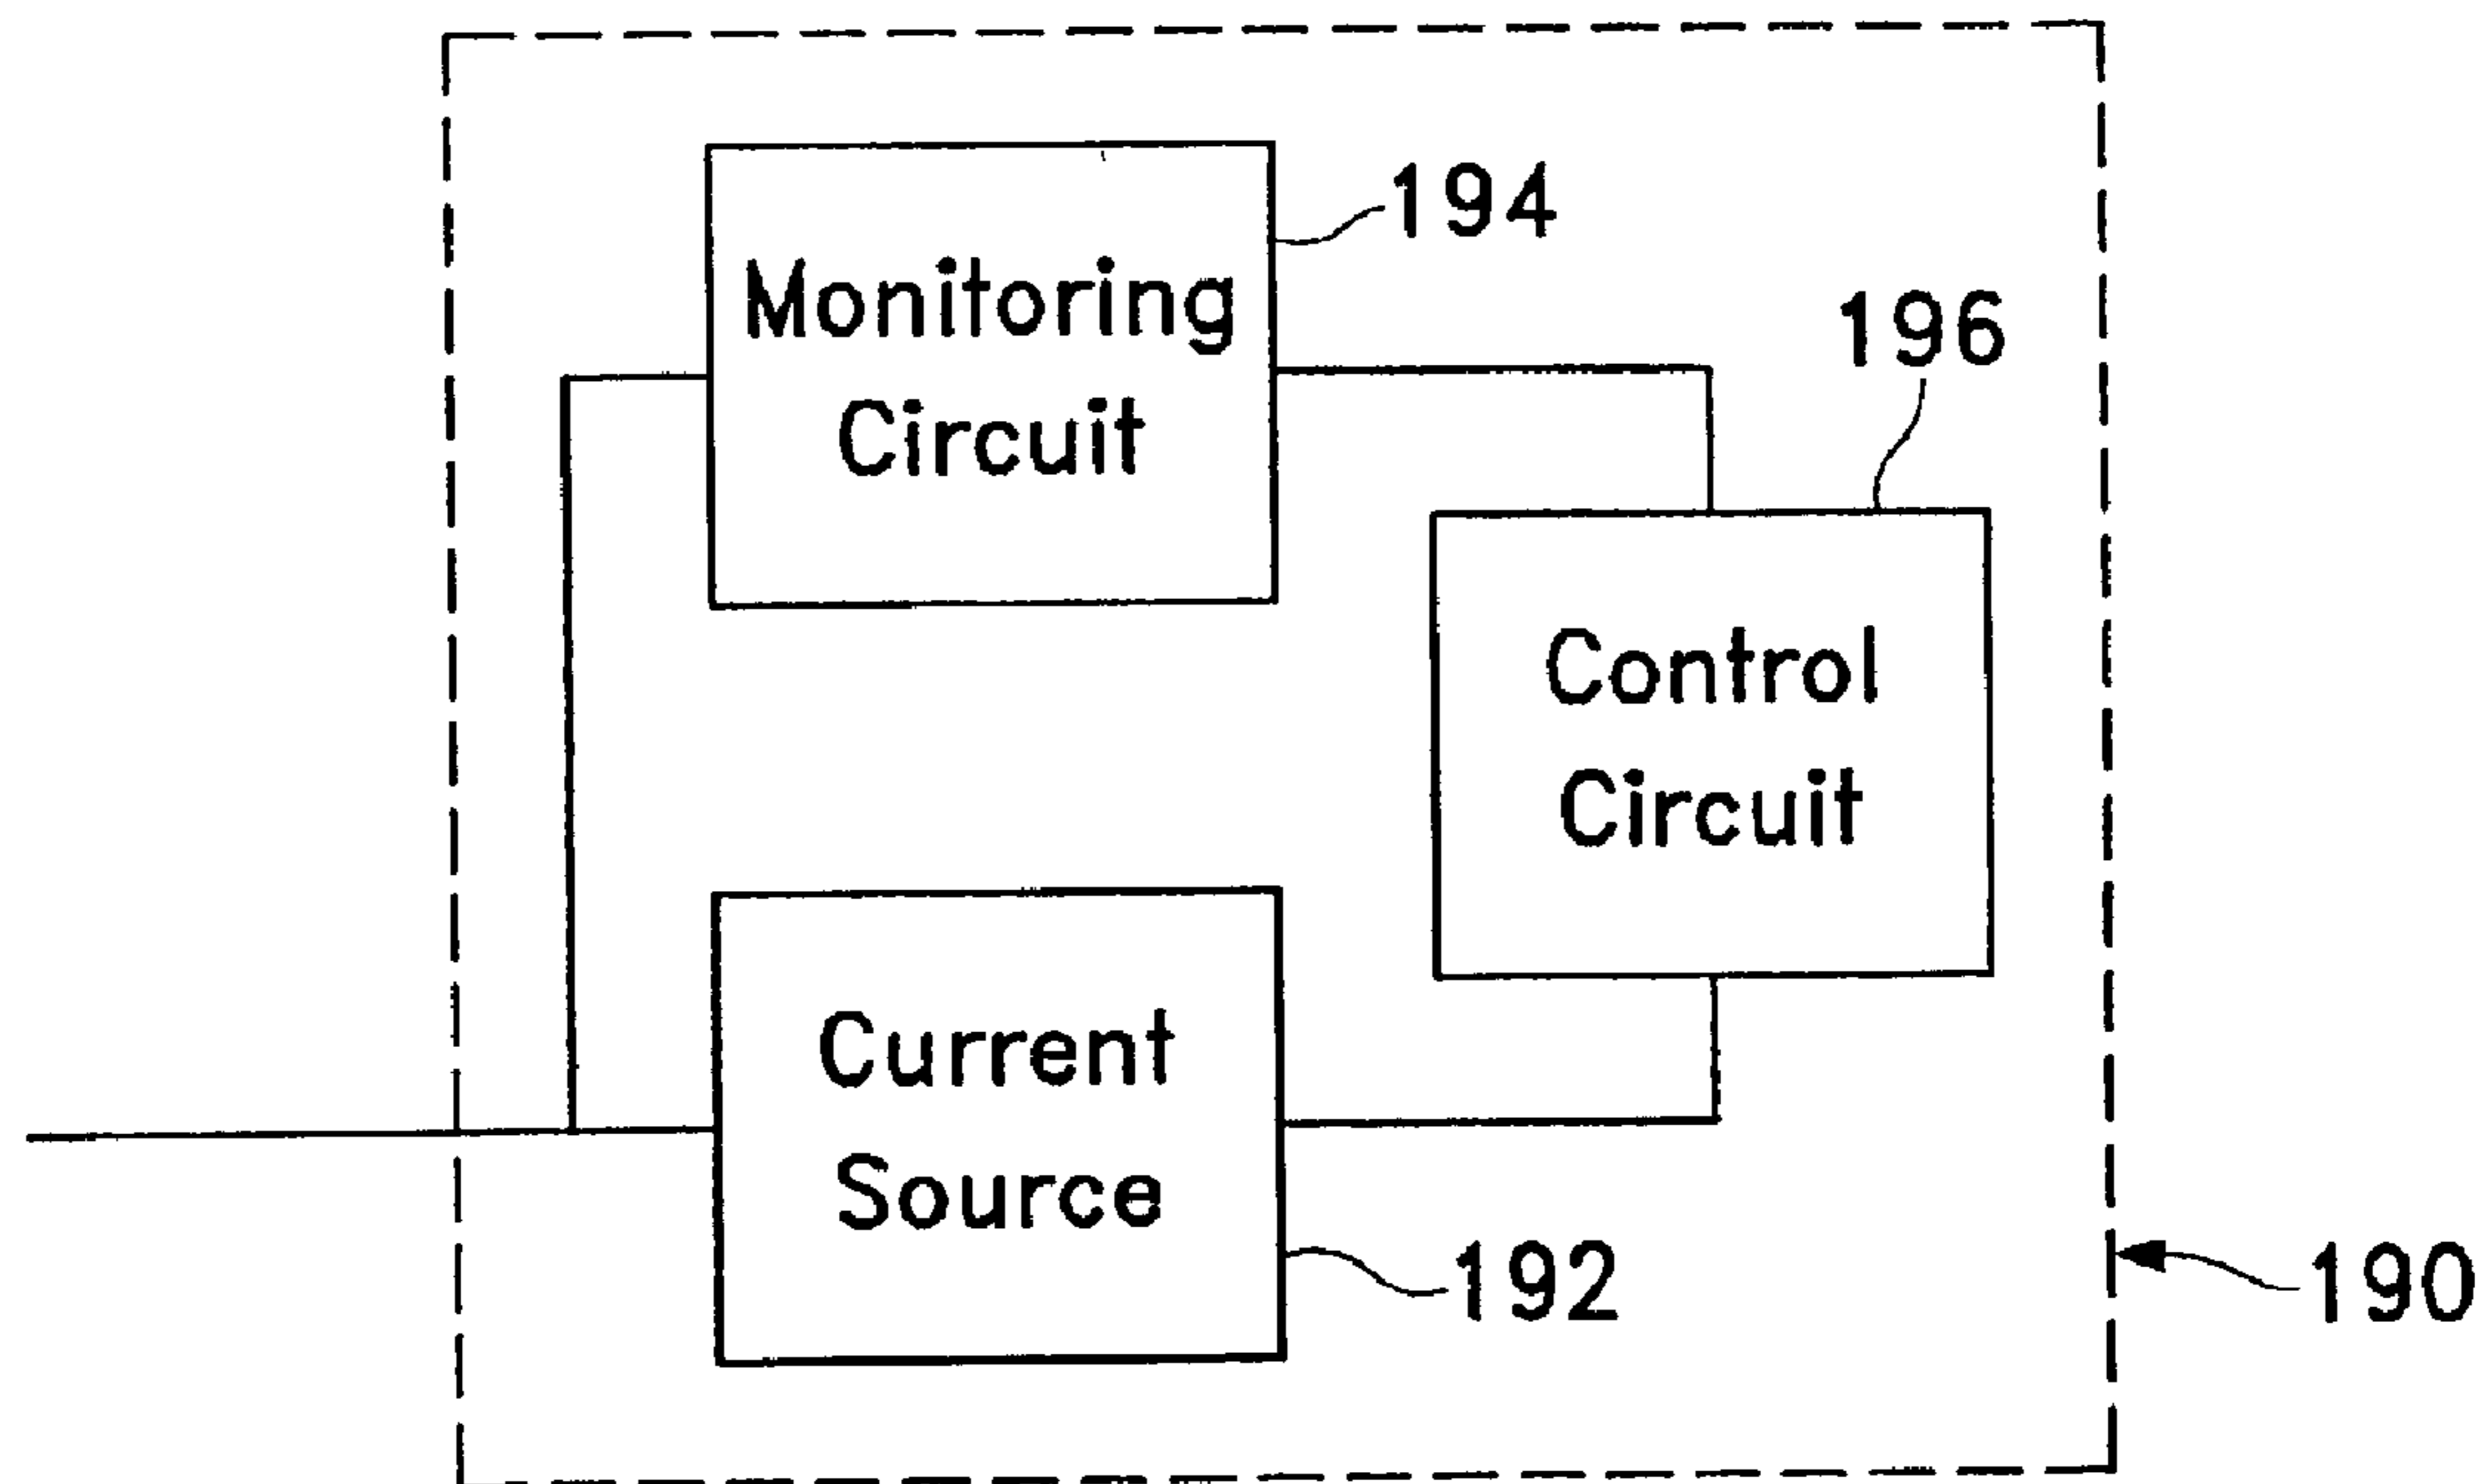 194
Monitoring
Circuit
196
Control
Circuit
Current
Source
192
190